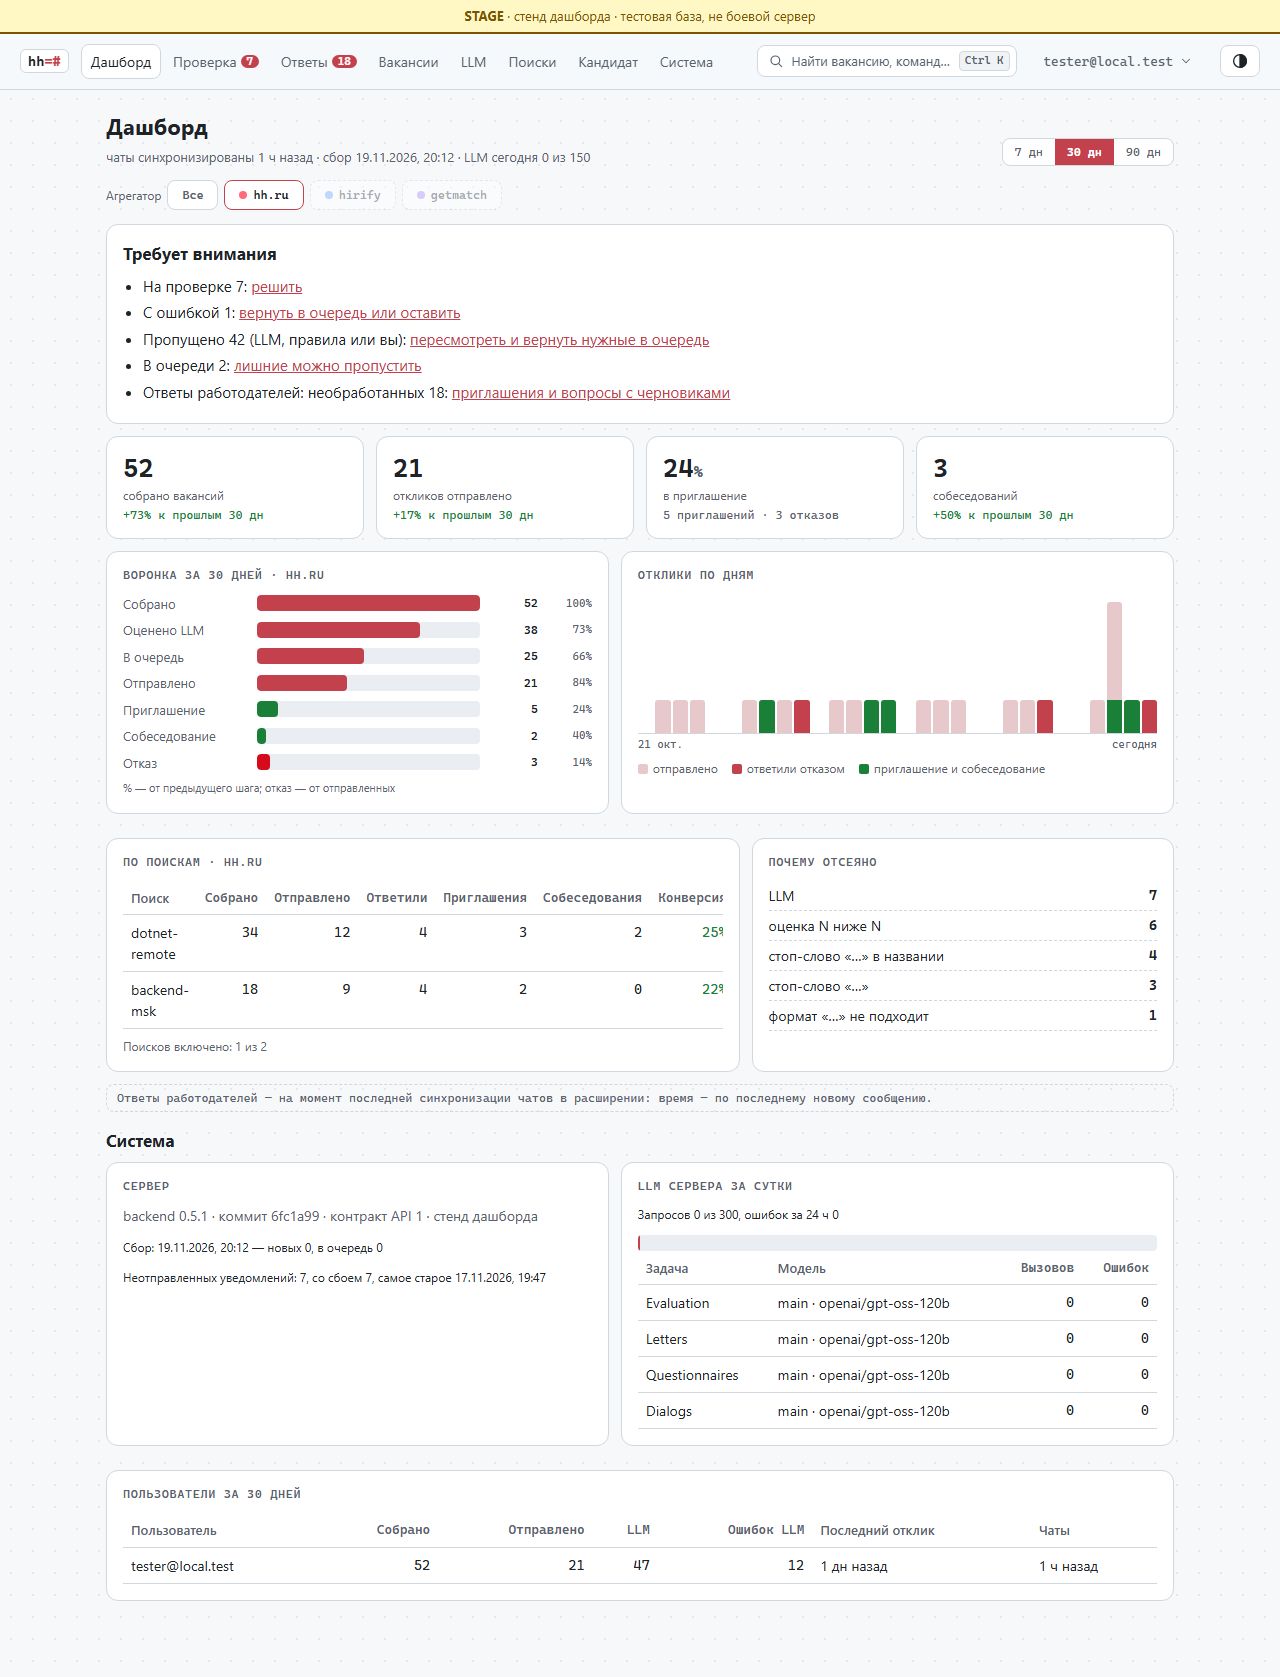 STAGE · стенд дашборда · тестовая база, не боевой сервер
hh=# Дашборд Проверка 7 Ответы 18 Вакансии LLM Поиски Кандидат Система Найти вакансию, команд... Ctrl K tester@local.test
Дашборд
чаты синхронизированы 1 ч назад · сбор 19.11.2026, 20:12 · LLM сегодня 0 из 150
7 дн 30 дн 90 дн
Агрегатор Все hh.ru hirify getmatch
Требует внимания
На проверке 7: решить
С ошибкой 1: вернуть в очередь или оставить
Пропущено 42 (LLM, правила или вы): пересмотреть и вернуть нужные в очередь
В очереди 2: лишние можно пропустить
Ответы работодателей: необработанных 18: приглашения и вопросы с черновиками
52
собрано вакансий
+73% к прошлым 30 дн
21
откликов отправлено
+17% к прошлым 30 дн
24%
в приглашение
5 приглашений · 3 отказов
3
собеседований
+50% к прошлым 30 дн
ВОРОНКА ЗА 30 ДНЕЙ · HH.RU
Собрано 52 100%
Оценено LLM 38 73%
В очередь 25 66%
Отправлено 21 84%
Приглашение 5 24%
Собеседование 2 40%
Отказ 3 14%
% — от предыдущего шага; отказ — от отправленных
ОТКЛИКИ ПО ДНЯМ
21 окт. сегодня
отправлено ответили отказом приглашение и собеседование
ПО ПОИСКАМ · HH.RU
Поиск Собрано Отправлено Ответили Приглашения Собеседования Конверсия
dotnet-remote 34 12 4 3 2 25%
backend-msk 18 9 4 2 0 22%
Поисков включено: 1 из 2
ПОЧЕМУ ОТСЕЯНО
LLM 7
оценка N ниже N 6
стоп-слово «…» в названии 4
стоп-слово «…» 3
формат «…» не подходит 1
Ответы работодателей — на момент последней синхронизации чатов в расширении: время — по последнему новому сообщению.
Система
СЕРВЕР
backend 0.5.1 · коммит 6fc1a99 · контракт API 1 · стенд дашборда
Сбор: 19.11.2026, 20:12 — новых 0, в очередь 0
Неотправленных уведомлений: 7, со сбоем 7, самое старое 17.11.2026, 19:47
LLM СЕРВЕРА ЗА СУТКИ
Запросов 0 из 300, ошибок за 24 ч 0
Задача Модель Вызовов Ошибок
Evaluation main · openai/gpt-oss-120b 0 0
Letters main · openai/gpt-oss-120b 0 0
Questionnaires main · openai/gpt-oss-120b 0 0
Dialogs main · openai/gpt-oss-120b 0 0
ПОЛЬЗОВАТЕЛИ ЗА 30 ДНЕЙ
Пользователь Собрано Отправлено LLM Ошибок LLM Последний отклик Чаты
tester@local.test 52 21 47 12 1 дн назад 1 ч назад